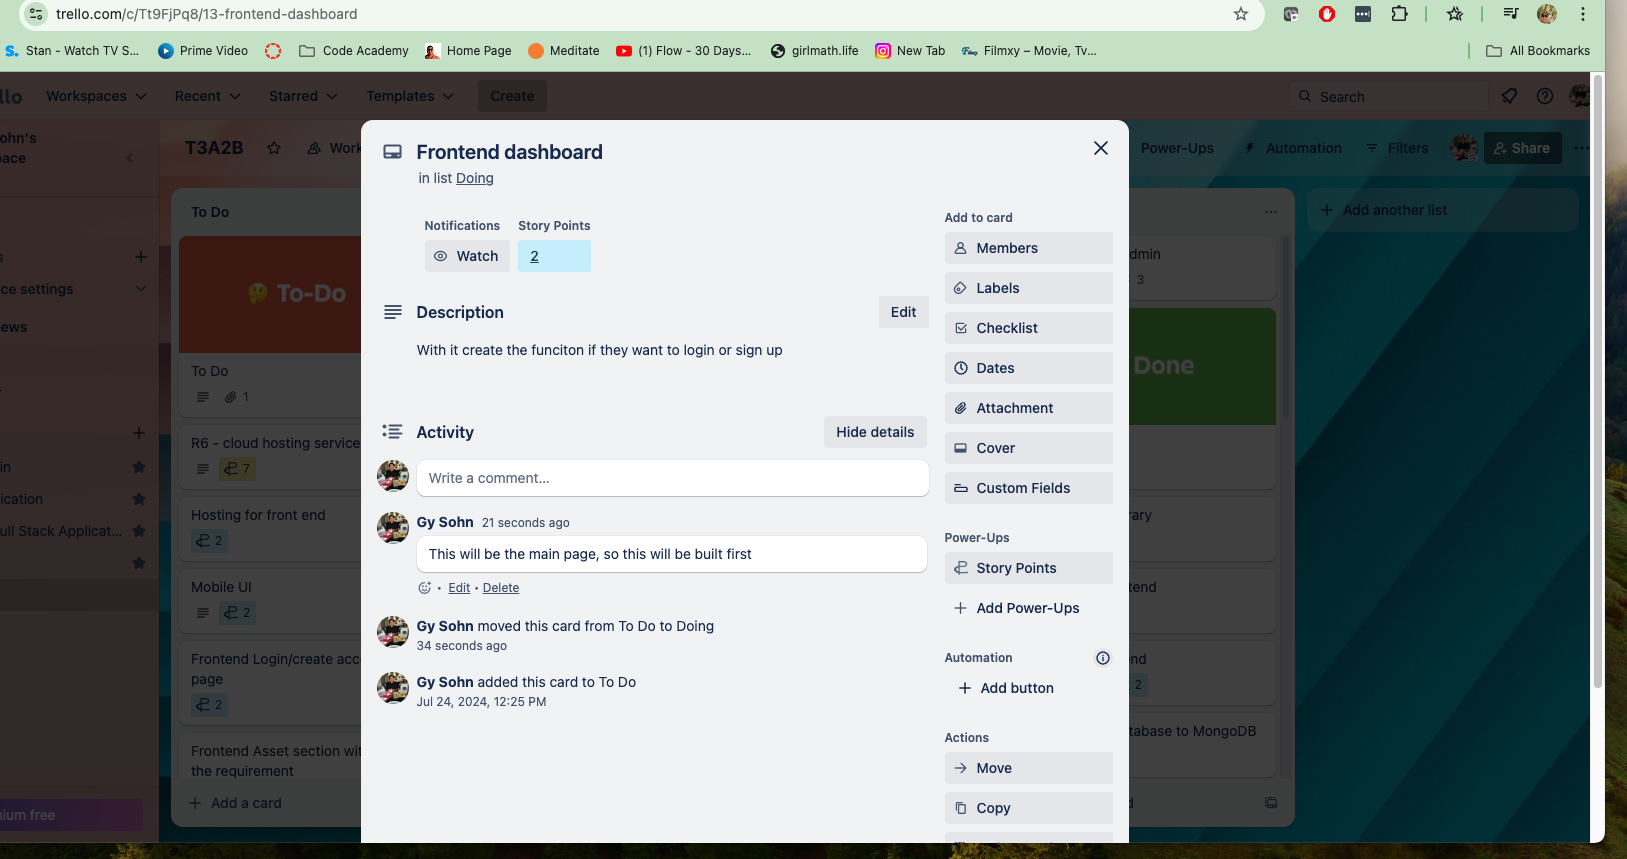 trello.com/c/Tt9FjPq8/13-frontend-dashboard
Stan - Watch TV S...
Prime Video
Code Academy
Home Page
Meditate
(1) Flow - 30 Days...
girlmath.life
New Tab
Filmxy – Movie, Tv...
All Bookmarks
llo
Workspaces
Recent
Starred
Templates
Create
Search
ohn's
pace
T3A2B
Work
Power-Ups
Automation
Filters
Share
To Do
🤔 To-Do
To Do
1
R6 - cloud hosting service
7
Hosting for front end
2
Mobile UI
2
Frontend Login/create acc
page
2
Frontend Asset section wit
the requirement
Add a card
s
ce settings
ews
in
ication
ull Stack Applicat...
ium free
Frontend dashboard
in list Doing
Notifications
Watch
Story Points
2
Description
Edit
With it create the funciton if they want to login or sign up
Activity
Hide details
Write a comment...
Gy Sohn 21 seconds ago
This will be the main page, so this will be built first
• Edit • Delete
Gy Sohn moved this card from To Do to Doing
34 seconds ago
Gy Sohn added this card to To Do
Jul 24, 2024, 12:25 PM
Add to card
Members
Labels
Checklist
Dates
Attachment
Cover
Custom Fields
Power-Ups
Story Points
Add Power-Ups
Automation
Add button
Actions
Move
Copy
Add another list
dmin
3
Done
rary
tend
nd
2
tabase to MongoDB
d